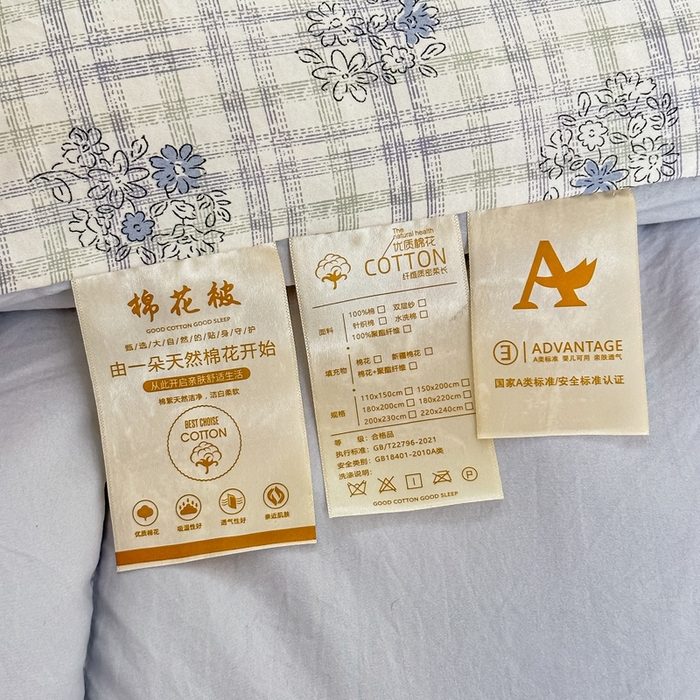 棉花被
GOOD COTTON GOOD SLEEP
甄/选/大/自/然/的/贴/身/守/护
由一朵天然棉花开始
从此开启亲肤舒适生活
棉絮天然洁净，洁白柔软
BEST CHOISE
COTTON
优质棉花
吸湿性好
透气性好
亲近肌肤
The
natural health
优质棉花
COTTON
纤维质密柔长
面料
100%棉□ 双层纱□
针织棉□ 水洗棉□
100%聚酯纤维□
填充物
棉花□ 新疆棉花□
棉花+聚酯纤维□
规格
110x150cm□ 150x200cm□
180x200cm□ 180x220cm□
200x230cm□ 220x240cm□
等 级：合格品
执行标准：GB/T22796-2021
安全类别：GB18401-2010A类
洗涤说明：
P
GOOD COTTON GOOD SLEEP
A
ADVANTAGE
A类标准 婴儿可用 亲肤透气
国家A类标准/安全标准认证